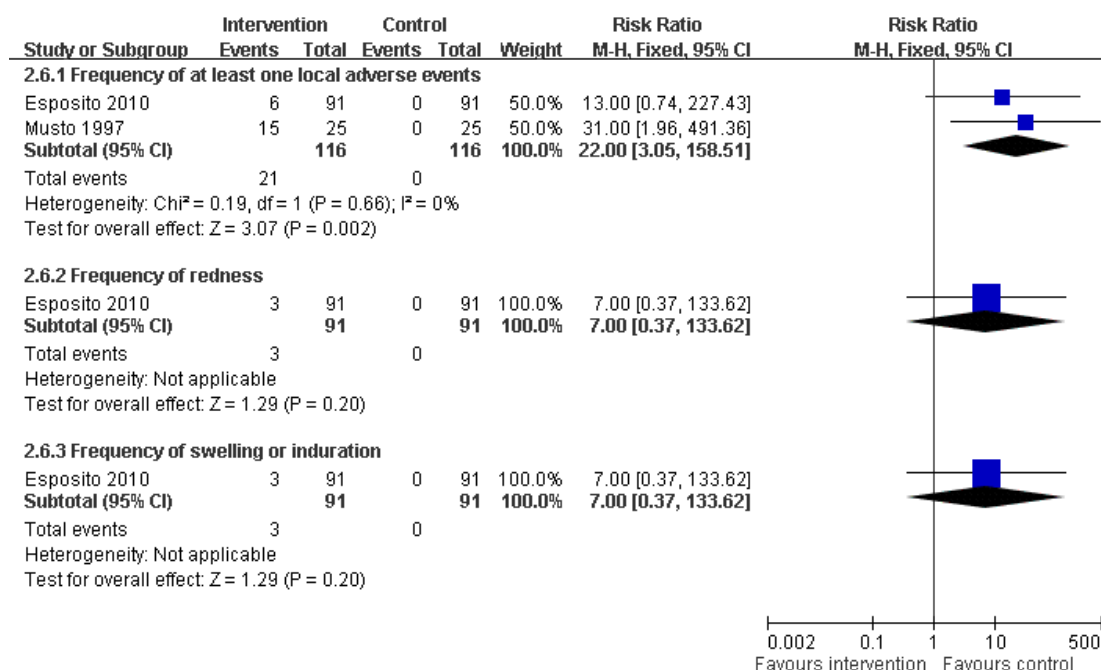 Intervention Control Risk Ratio Risk Ratio
Study or Subgroup Events Total Events Total Weight M-H, Fixed, 95% CI M-H, Fixed, 95% CI
2.6.1 Frequency of at least one local adverse events
Esposito 2010 6 91 0 91 50.0% 13.00 [0.74, 227.43]
Musto 1997 15 25 0 25 50.0% 31.00 [1.96, 491.36]
Subtotal (95% CI) 116 116 100.0% 22.00 [3.05, 158.51]
Total events 21 0
Heterogeneity: Chi² = 0.19, df = 1 (P = 0.66); I² = 0%
Test for overall effect: Z = 3.07 (P = 0.002)
2.6.2 Frequency of redness
Esposito 2010 3 91 0 91 100.0% 7.00 [0.37, 133.62]
Subtotal (95% CI) 91 91 100.0% 7.00 [0.37, 133.62]
Total events 3 0
Heterogeneity: Not applicable
Test for overall effect: Z = 1.29 (P = 0.20)
2.6.3 Frequency of swelling or induration
Esposito 2010 3 91 0 91 100.0% 7.00 [0.37, 133.62]
Subtotal (95% CI) 91 91 100.0% 7.00 [0.37, 133.62]
Total events 3 0
Heterogeneity: Not applicable
Test for overall effect: Z = 1.29 (P = 0.20)
0.002 0.1 1 10 500
Favours intervention Favours control